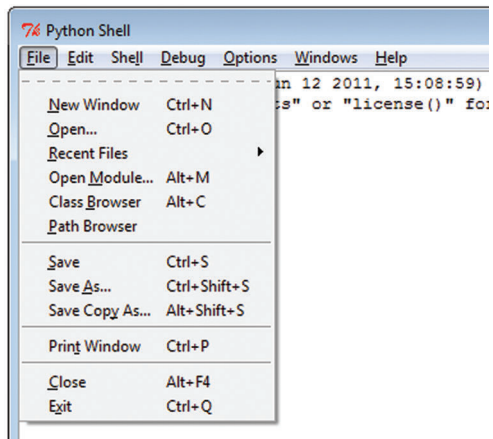 Python Shell
File Edit Shell Debug Options Windows Help
un 12 2011, 15:08:59)
s" or "license()" for
New Window Ctrl+N
Open... Ctrl+O
Recent Files
Open Module... Alt+M
Class Browser Alt+C
Path Browser
Save Ctrl+S
Save As... Ctrl+Shift+S
Save Copy As... Alt+Shift+S
Print Window Ctrl+P
Close Alt+F4
Exit Ctrl+Q